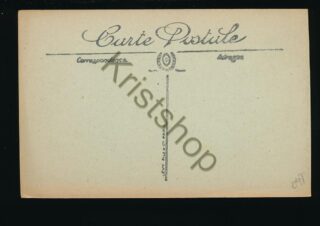 Carte Postale
Correspondance Adresse
Kristshop